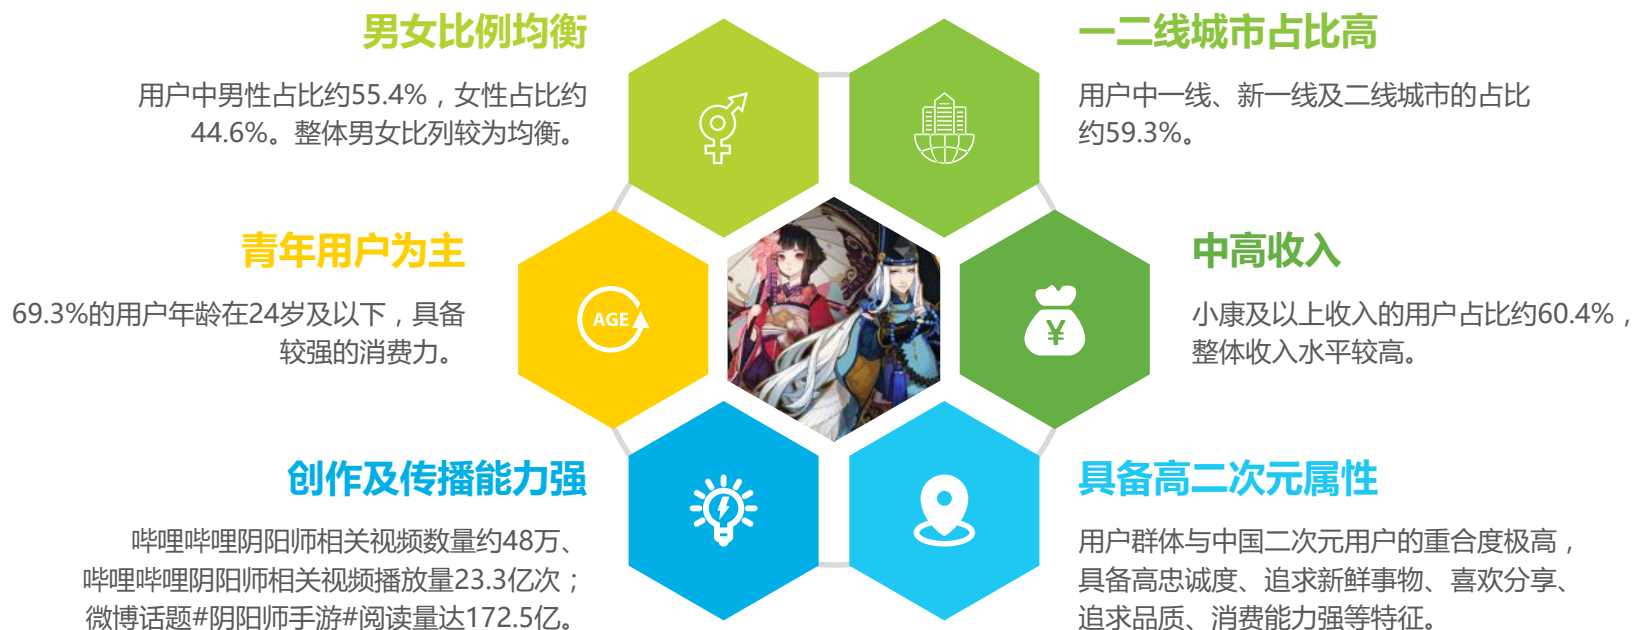 男女比例均衡
用户中男性占比约55.4%，女性占比约
44.6%。整体男女比列较为均衡。
一二线城市占比高
用户中一线、新一线及二线城市的占比
约59.3%。
青年用户为主
69.3%的用户年龄在24岁及以下，具备
较强的消费力。
AGE
¥
中高收入
小康及以上收入的用户占比约60.4%，
整体收入水平较高。
创作及传播能力强
哔哩哔哩阴阳师相关视频数量约48万、
哔哩哔哩阴阳师相关视频播放量23.3亿次；
微博话题#阴阳师手游#阅读量达172.5亿。
具备高二次元属性
用户群体与中国二次元用户的重合度极高，
具备高忠诚度、追求新鲜事物、喜欢分享、
追求品质、消费能力强等特征。